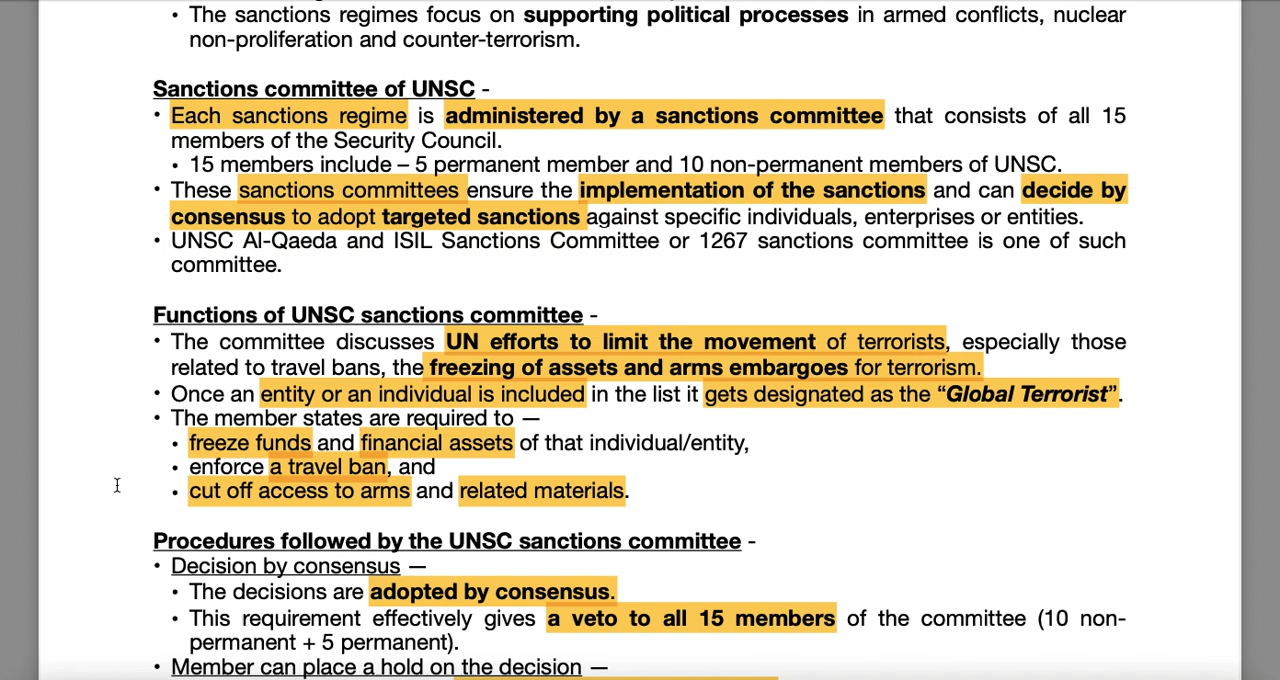 • The sanctions regimes focus on supporting political processes in armed conflicts, nuclear
non-proliferation and counter-terrorism.
Sanctions committee of UNSC -
• Each sanctions regime is administered by a sanctions committee that consists of all 15
members of the Security Council.
• 15 members include – 5 permanent member and 10 non-permanent members of UNSC.
• These sanctions committees ensure the implementation of the sanctions and can decide by
consensus to adopt targeted sanctions against specific individuals, enterprises or entities.
• UNSC Al-Qaeda and ISIL Sanctions Committee or 1267 sanctions committee is one of such
committee.
Functions of UNSC sanctions committee -
• The committee discusses UN efforts to limit the movement of terrorists, especially those
related to travel bans, the freezing of assets and arms embargoes for terrorism.
• Once an entity or an individual is included in the list it gets designated as the “Global Terrorist”.
• The member states are required to —
• freeze funds and financial assets of that individual/entity,
• enforce a travel ban, and
• cut off access to arms and related materials.
Procedures followed by the UNSC sanctions committee -
• Decision by consensus —
• The decisions are adopted by consensus.
• This requirement effectively gives a veto to all 15 members of the committee (10 non-
permanent + 5 permanent).
• Member can place a hold on the decision —